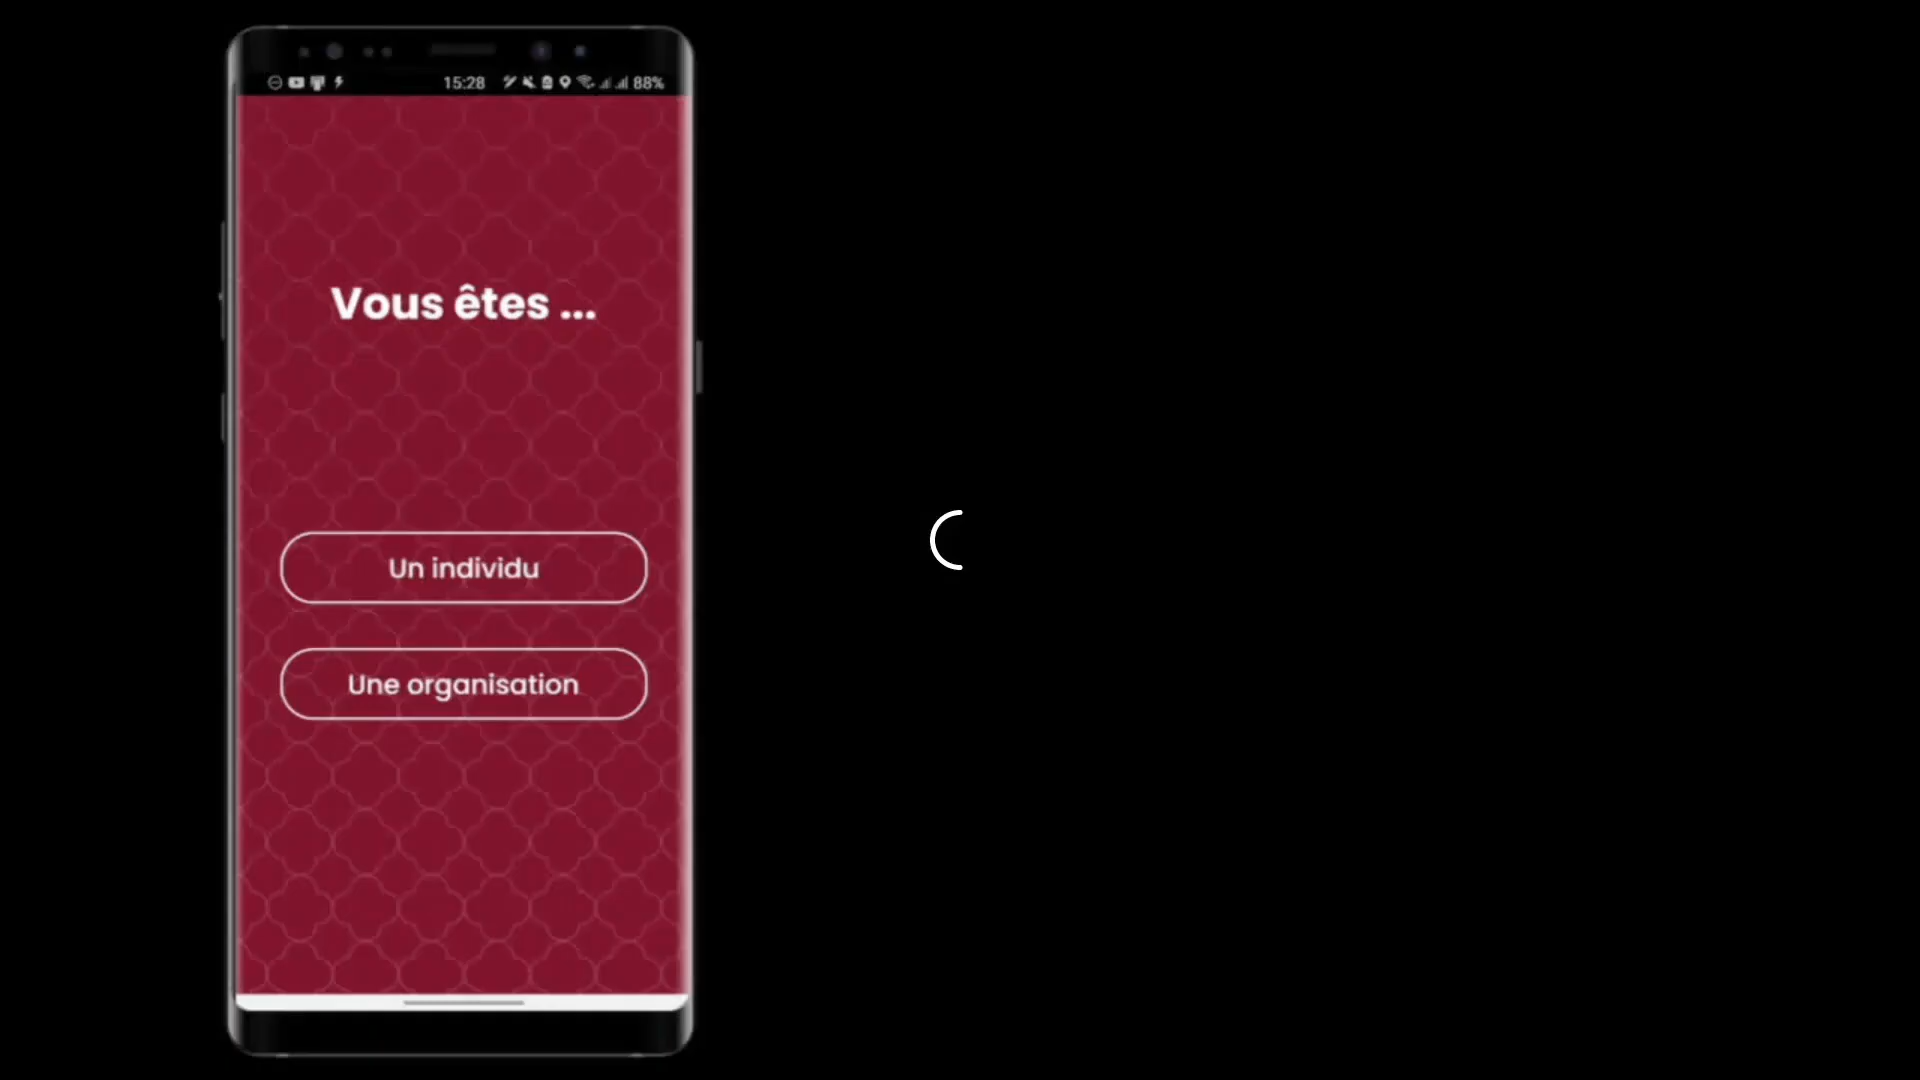 15:28 88%
Vous êtes ...
Un individu
Une organisation